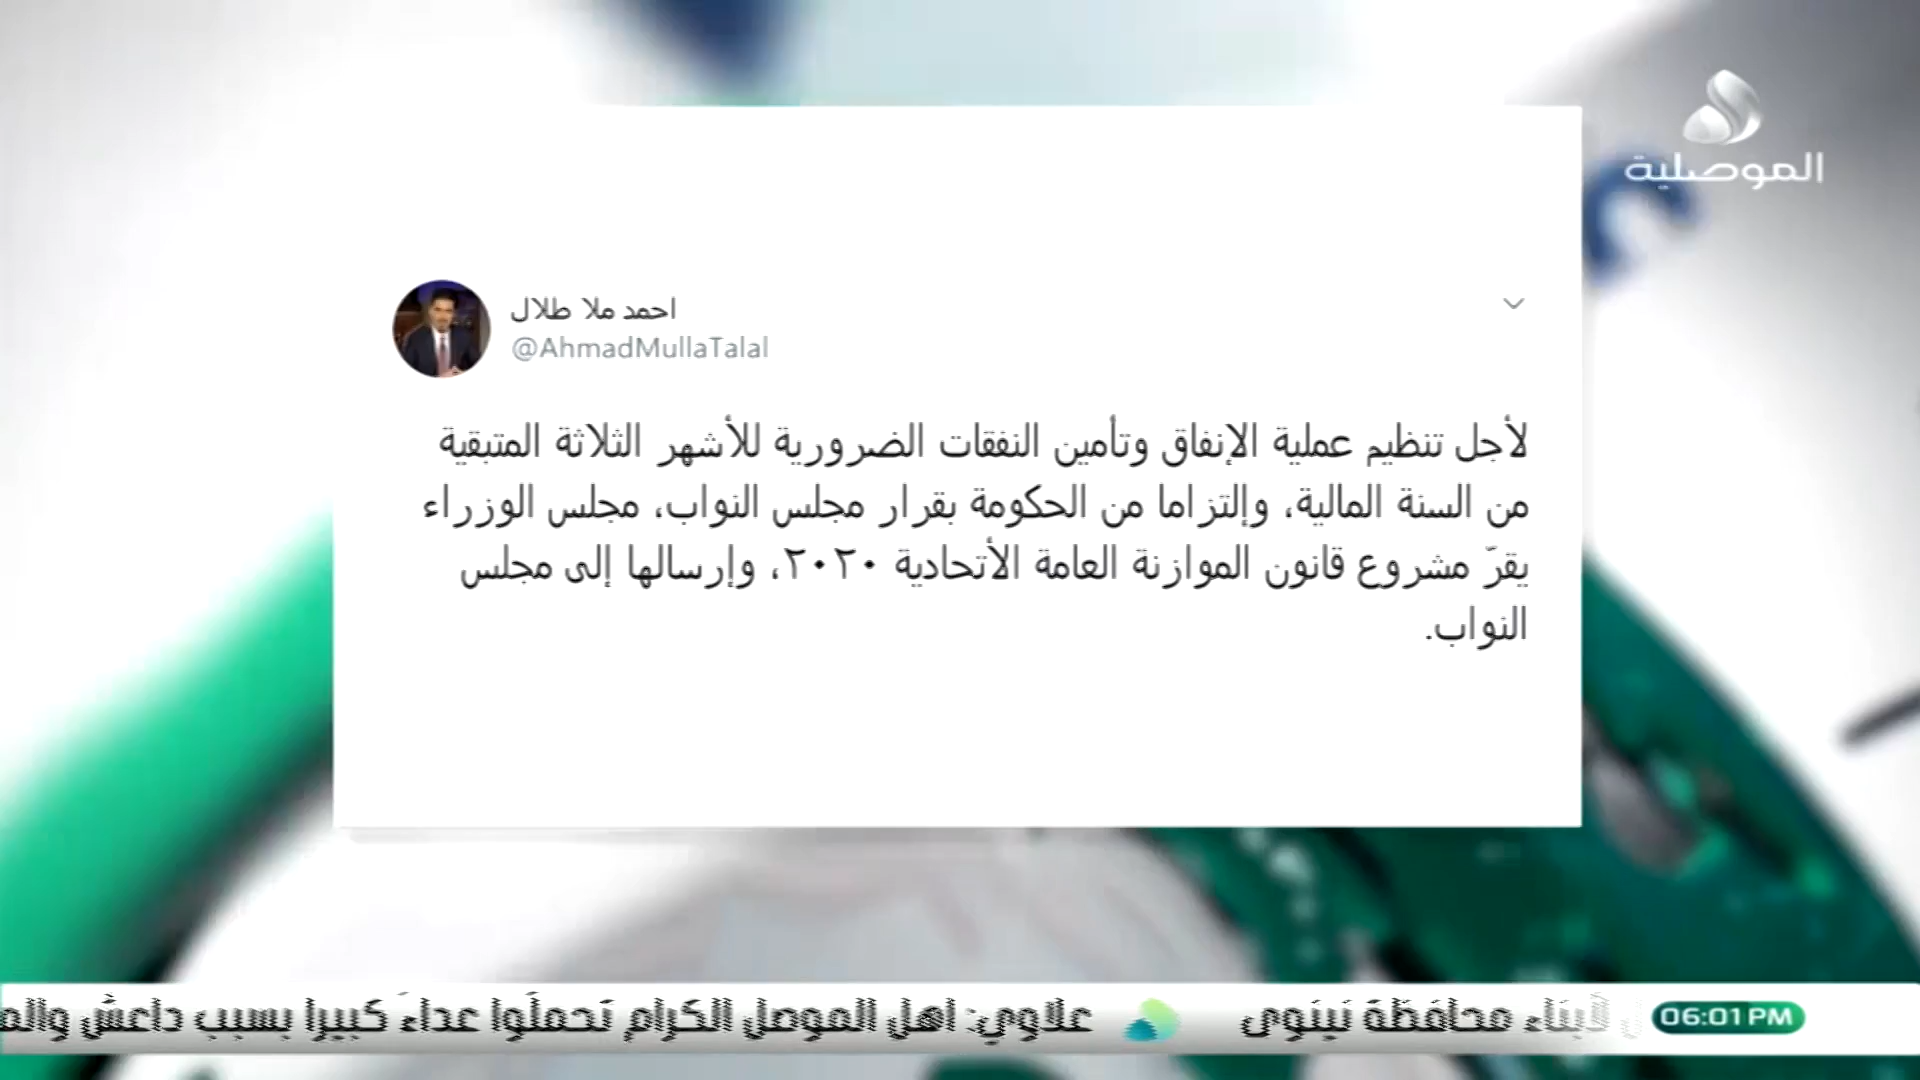 الموصلية
احمد ملا طلال
@AhmadMullaTalal
لأجل تنظيم عملية الإنفاق وتأمين النفقات الضرورية للأشهر الثلاثة المتبقية
من السنة المالية، وإلتزاما من الحكومة بقرار مجلس النواب، مجلس الوزراء
يقرّ مشروع قانون الموازنة العامة الأتحادية ٢٠٢٠، وإرسالها إلى مجلس
النواب.
06:01 PM
لأبناء محافظة نينوى
علاوي: اهل الموصل الكرام تحملوا عداءً كبيرا بسبب داعش